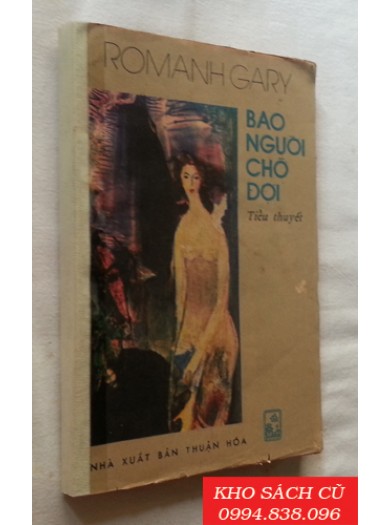 ROMANH GARY
BAO
NGƯỜI
CHỜ
ĐỢI
Tiểu thuyết
NHÀ XUẤT BẢN THUẬN HÓA
KHO SÁCH CŨ
0994.838.096